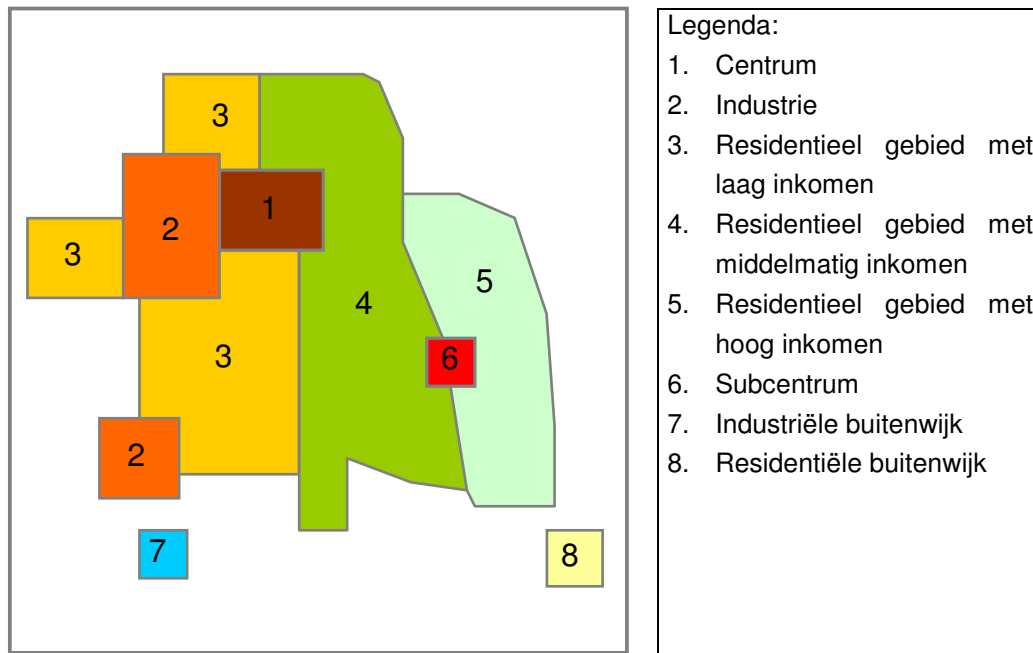 3
1
2
3
5
4
3
6
2
7
8
Legenda:
1. Centrum
2. Industrie
3. Residentieel gebied met
laag inkomen
4. Residentieel gebied met
middelmatig inkomen
5. Residentieel gebied met
hoog inkomen
6. Subcentrum
7. Industriële buitenwijk
8. Residentiële buitenwijk